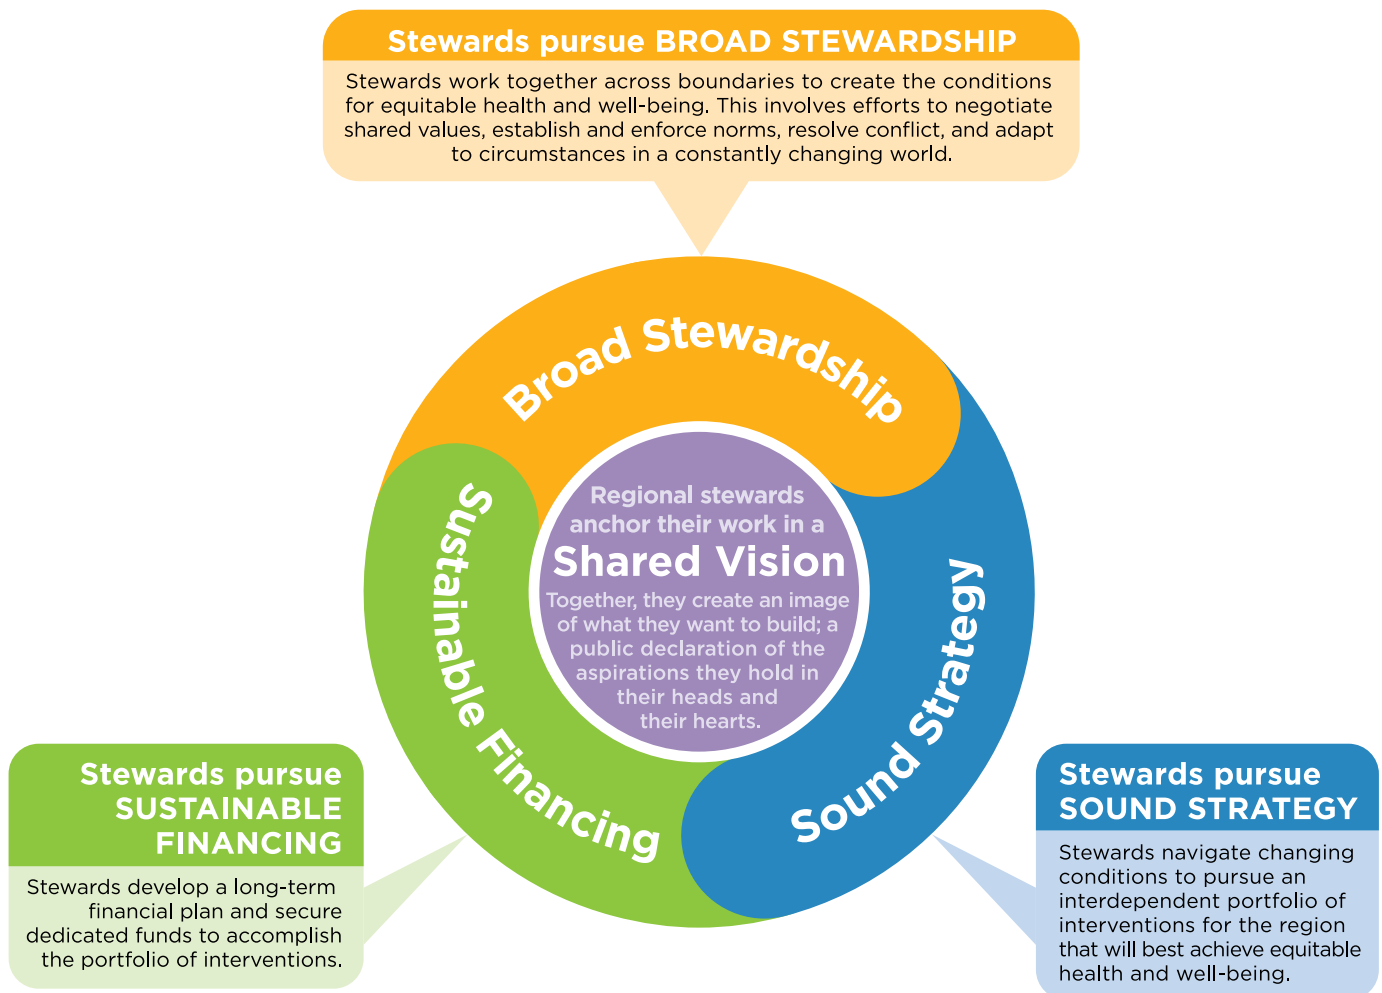 Stewards pursue BROAD STEWARDSHIP
Stewards work together across boundaries to create the conditions
for equitable health and well-being. This involves efforts to negotiate
shared values, establish and enforce norms, resolve conflict, and adapt
to circumstances in a constantly changing world.
Broad Stewardship
Sustainable Financing
Sound Strategy
Regional stewards
anchor their work in a
Shared Vision
Together, they create an image
of what they want to build; a
public declaration of the
aspirations they hold in
their heads and
their hearts.
Stewards pursue
SUSTAINABLE
FINANCING
Stewards develop a long-term
financial plan and secure
dedicated funds to accomplish
the portfolio of interventions.
Stewards pursue
SOUND STRATEGY
Stewards navigate changing
conditions to pursue an
interdependent portfolio of
interventions for the region
that will best achieve equitable
health and well-being.